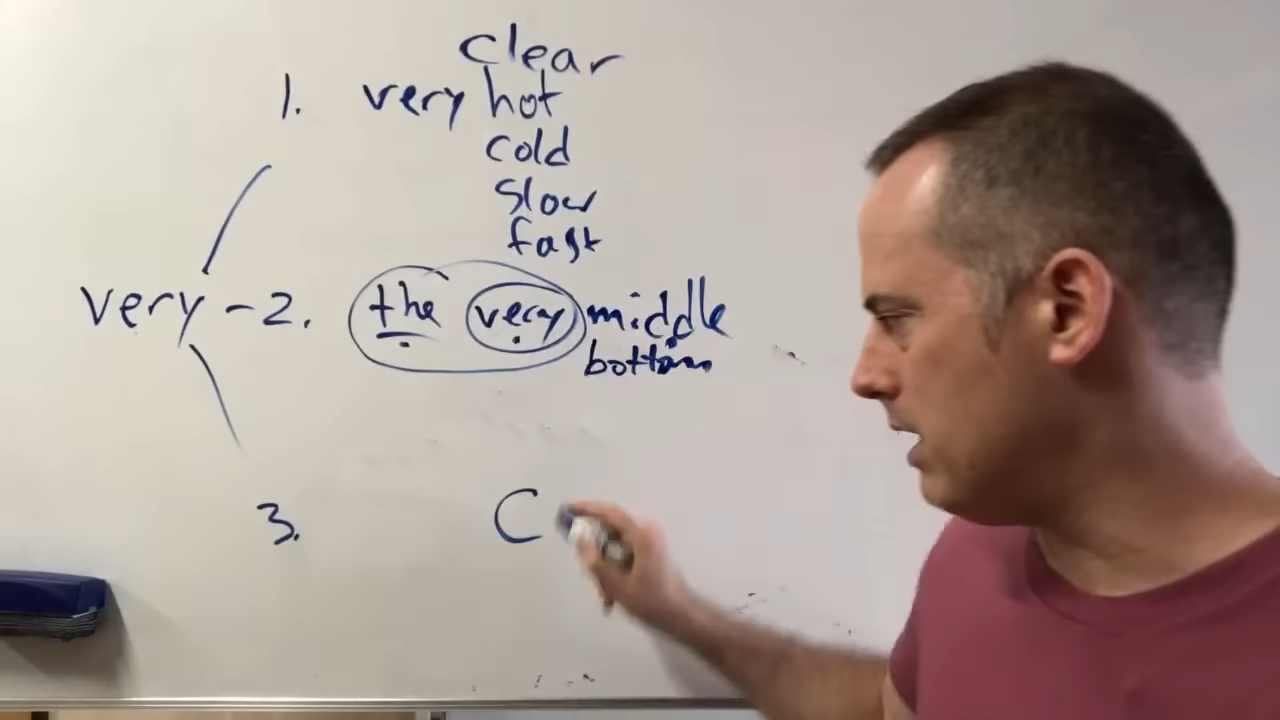 clear
1. very hot
cold
slow
fast
very - 2. the very middle
bottom
3. C